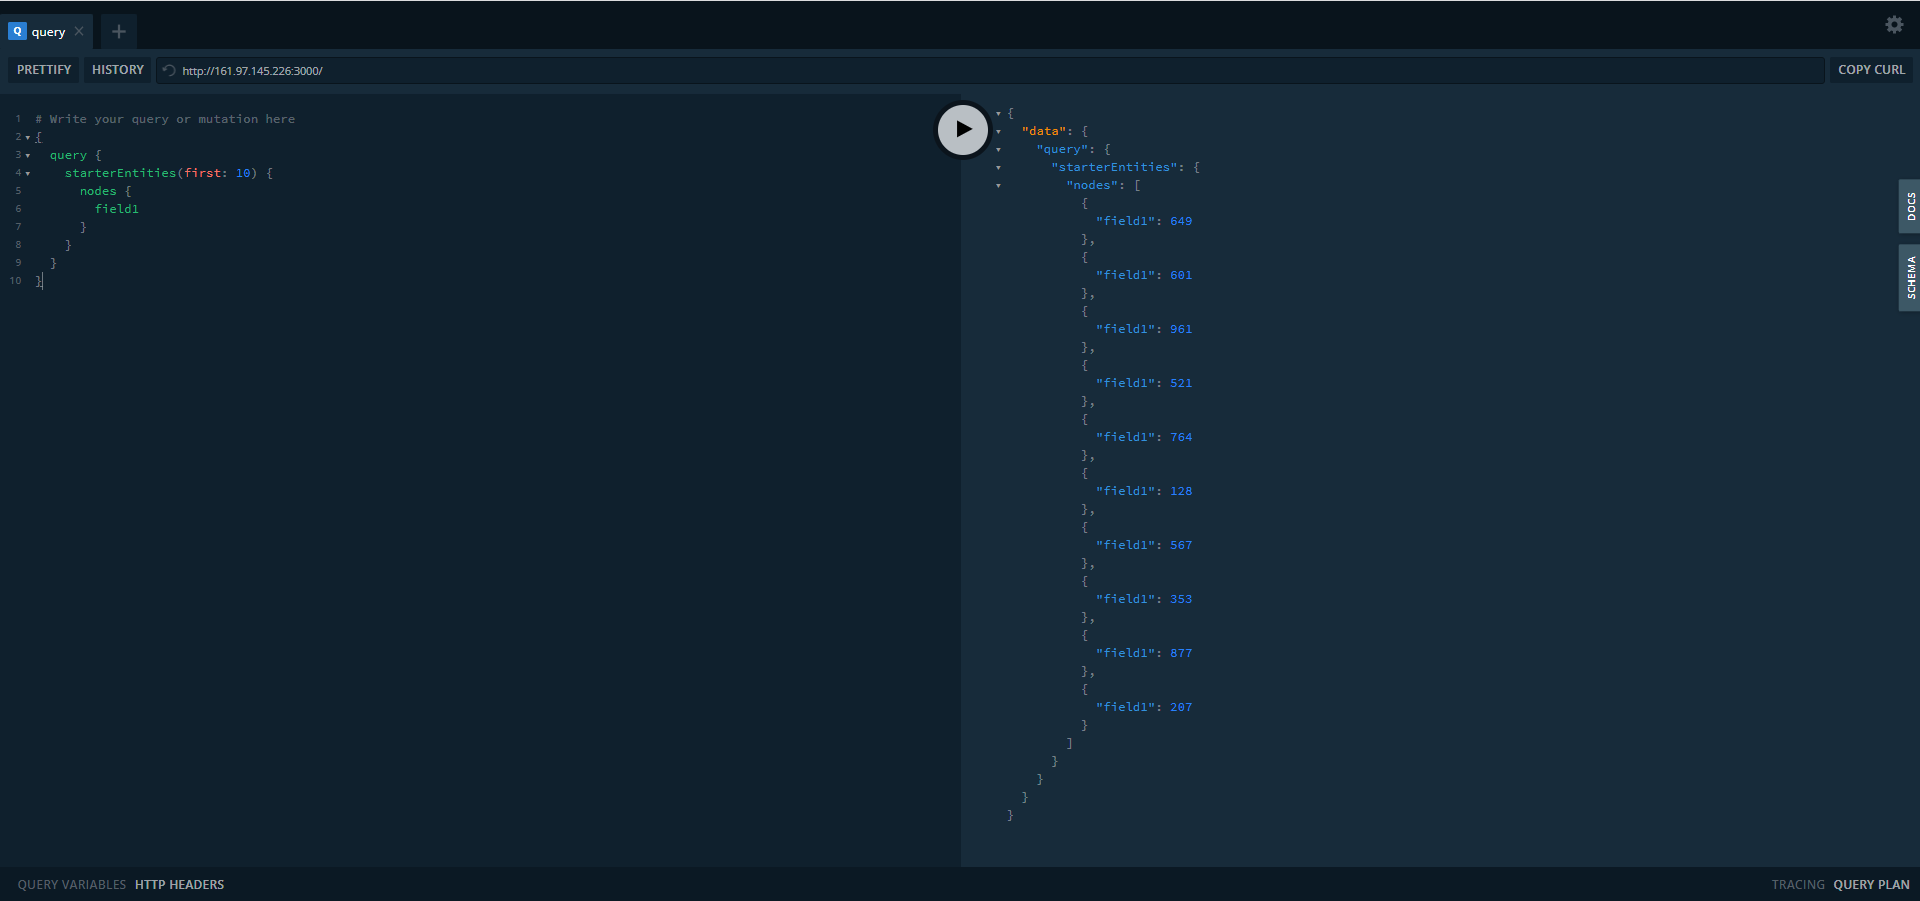 Q query
PRETTIFY HISTORY http://161.97.145.226:3000/ COPY CURL
1 # Write your query or mutation here
2 {
3 query {
4 starterEntities(first: 10) {
5 nodes {
6 field1
7 }
8 }
9 }
10 }
{
"data": {
"query": {
"starterEntities": {
"nodes": [
{
"field1": 649
},
{
"field1": 601
},
{
"field1": 961
},
{
"field1": 521
},
{
"field1": 764
},
{
"field1": 128
},
{
"field1": 567
},
{
"field1": 353
},
{
"field1": 877
},
{
"field1": 207
}
]
}
}
}
}
DOCS
SCHEMA
QUERY VARIABLES HTTP HEADERS
TRACING QUERY PLAN